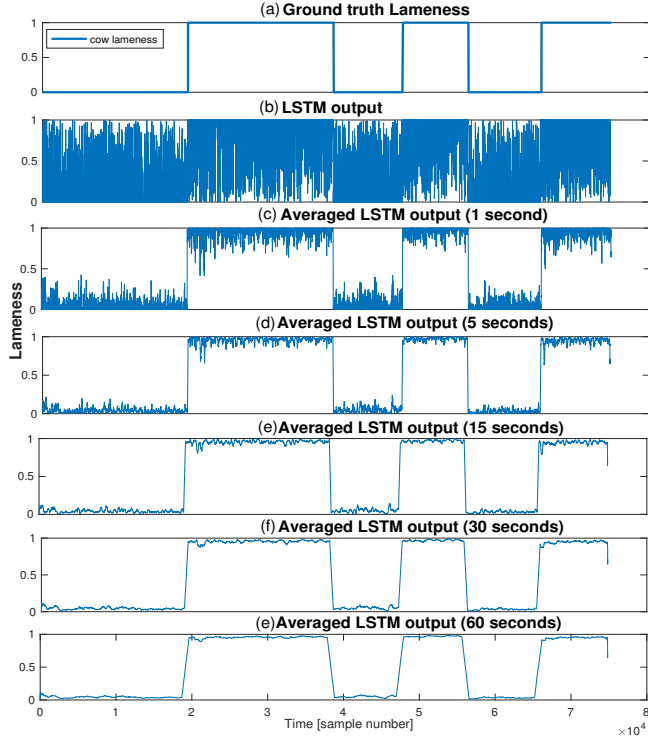 (a) Ground truth Lameness
1
0.5
0
cow lameness
(b) LSTM output
1
0.5
0
(c) Averaged LSTM output (1 second)
1
0.5
0
Lameness
(d) Averaged LSTM output (5 seconds)
1
0.5
0
(e) Averaged LSTM output (15 seconds)
1
0.5
0
(f) Averaged LSTM output (30 seconds)
1
0.5
0
(e) Averaged LSTM output (60 seconds)
1
0.5
0
0 1 2 3 4 5 6 7 8
Time [sample number]
×10⁴